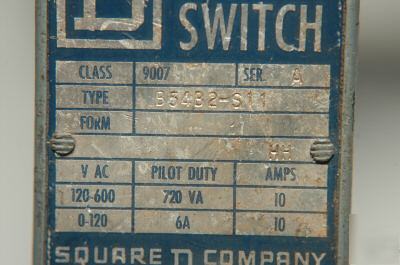 D
SWITCH
CLASS 9007 SER A
TYPE B54B2-S11
FORM
HH
V AC PILOT DUTY AMPS
120-600 720 VA 10
0-120 6A 10
SQUARE D COMPANY